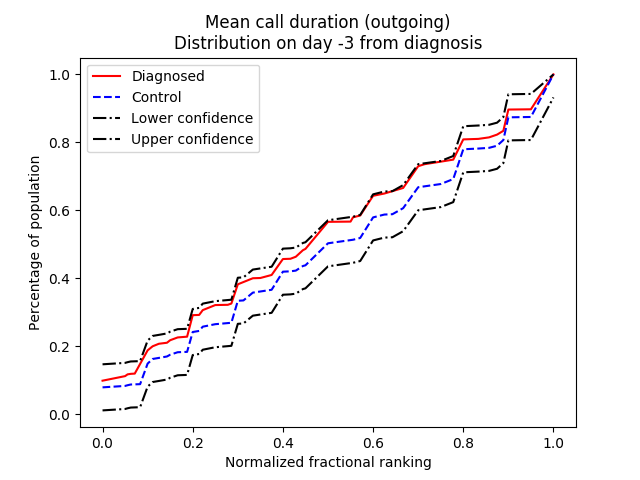 Mean call duration (outgoing)
Distribution on day -3 from diagnosis
Diagnosed
Control
Lower confidence
Upper confidence
Percentage of population
1.0
0.8
0.6
0.4
0.2
0.0
0.0 0.2 0.4 0.6 0.8 1.0
Normalized fractional ranking